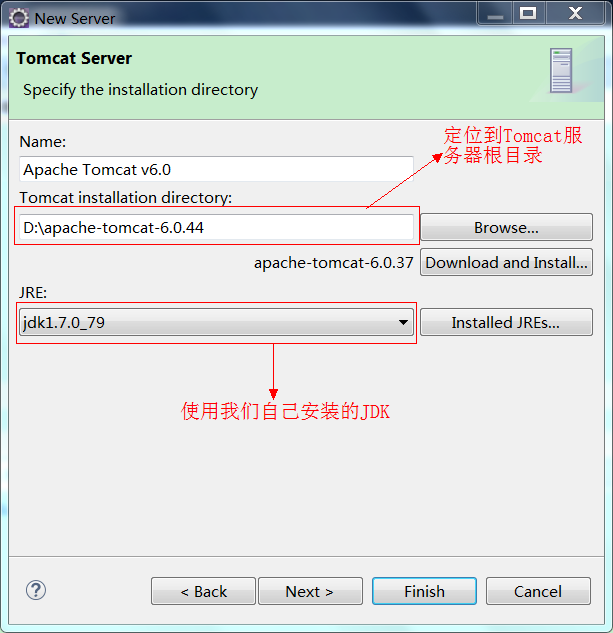 New Server
Tomcat Server
Specify the installation directory
定位到Tomcat服
务器根目录
Name:
Apache Tomcat v6.0
Tomcat installation directory:
D:\apache-tomcat-6.0.44
Browse...
apache-tomcat-6.0.37
Download and Install...
JRE:
jdk1.7.0_79
Installed JREs...
使用我们自己安装的JDK
?
< Back
Next >
Finish
Cancel